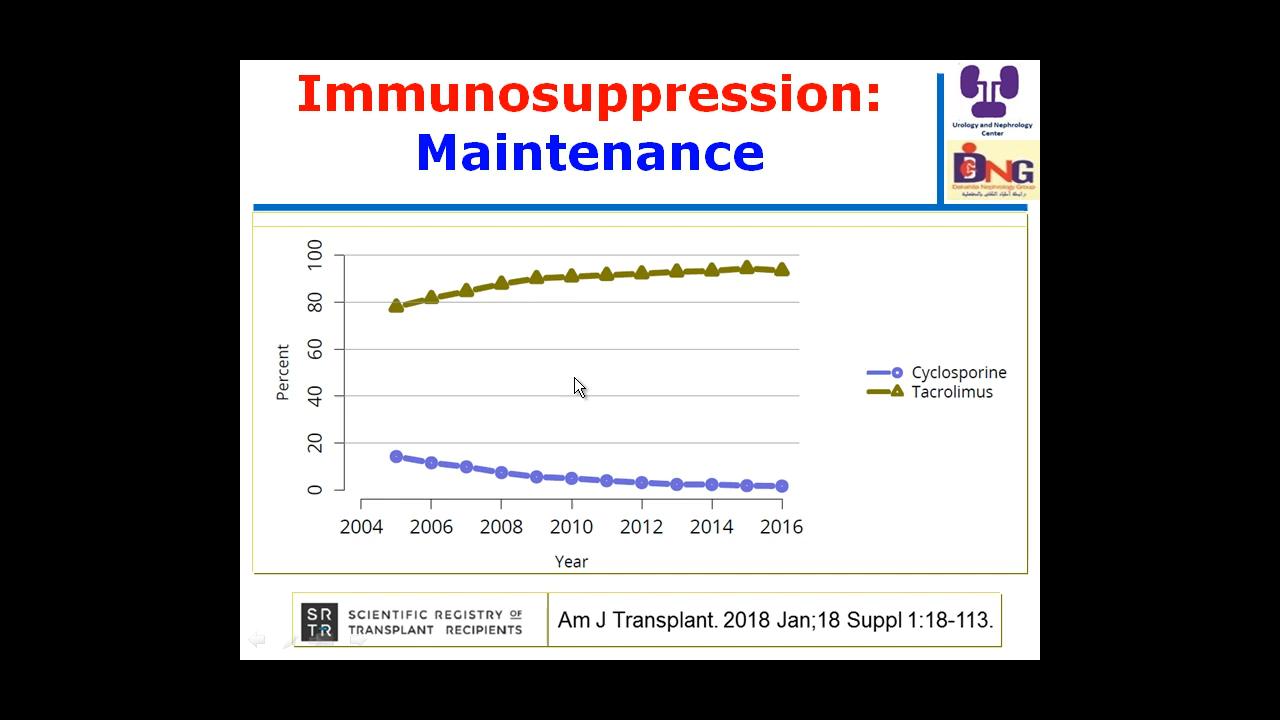 Immunosuppression:
Maintenance
Urology and Nephrology
Center
DNG
Dakahlia Nephrology Group
100
80
60
40
20
0
Percent
2004 2006 2008 2010 2012 2014 2016
Year
Cyclosporine
Tacrolimus
SR
TR
SCIENTIFIC REGISTRY OF
TRANSPLANT RECIPIENTS
Am J Transplant. 2018 Jan;18 Suppl 1:18-113.